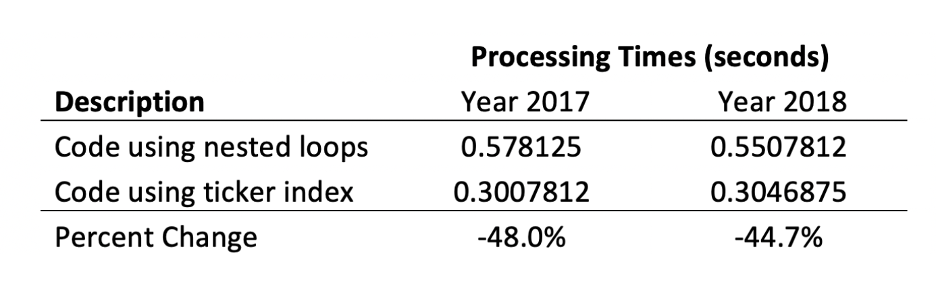 Processing Times (seconds)
Description Year 2017 Year 2018
Code using nested loops 0.578125 0.5507812
Code using ticker index 0.3007812 0.3046875
Percent Change -48.0% -44.7%